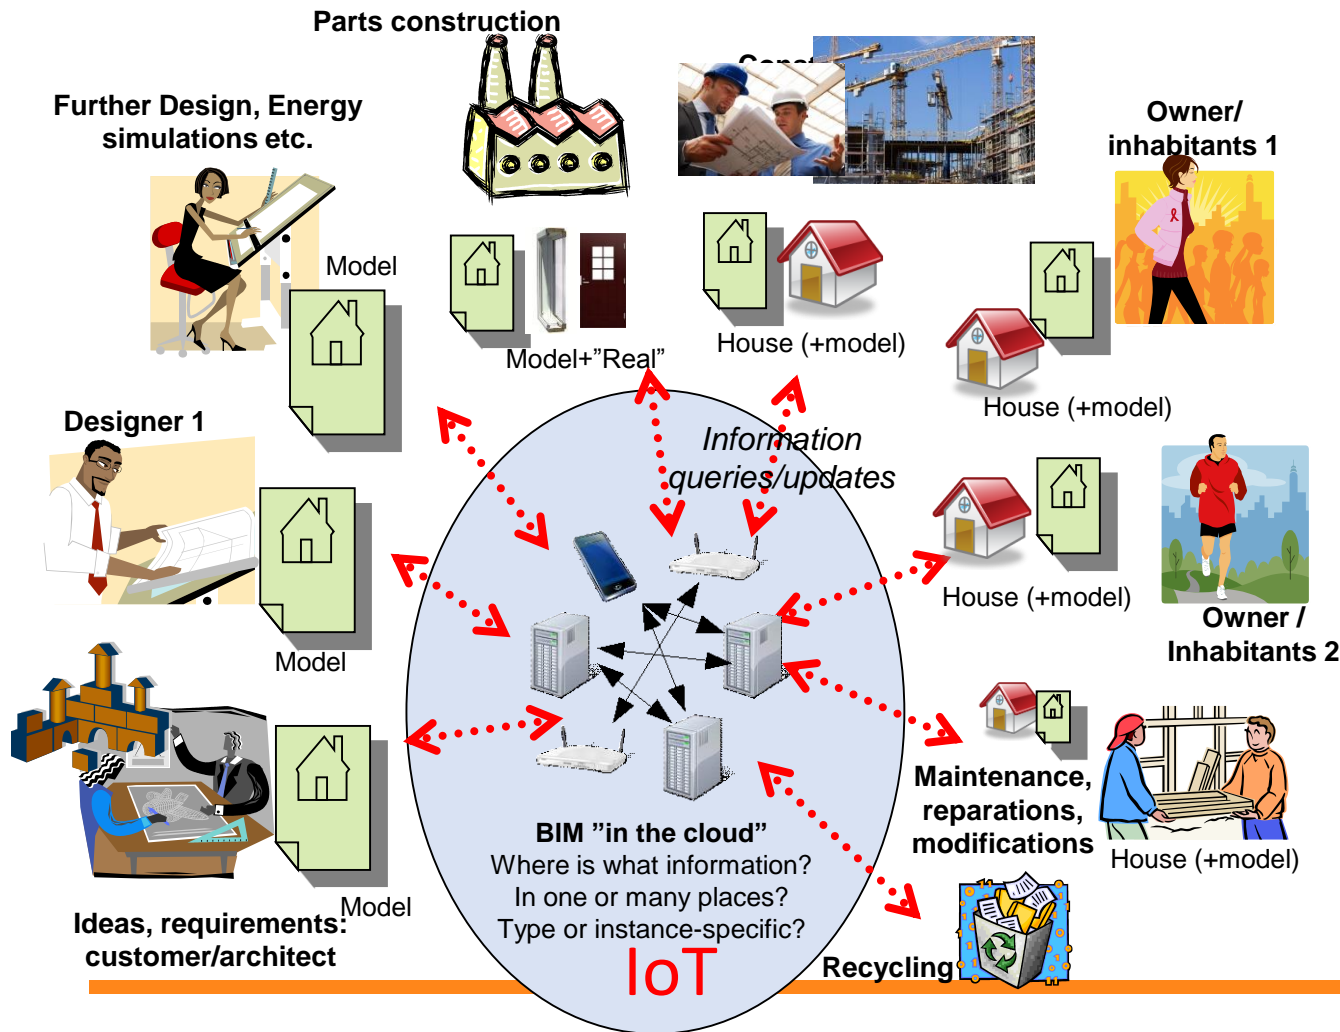 Parts construction
Further Design, Energy
simulations etc.
Owner/
inhabitants 1
Model
Model+”Real”
House (+model)
House (+model)
Designer 1
Information
queries/updates
Model
House (+model)
Owner /
Inhabitants 2
Maintenance,
reparations,
modifications
House (+model)
BIM ”in the cloud”
Where is what information?
In one or many places?
Type or instance-specific?
IoT
Model
Ideas, requirements:
customer/architect
Recycling